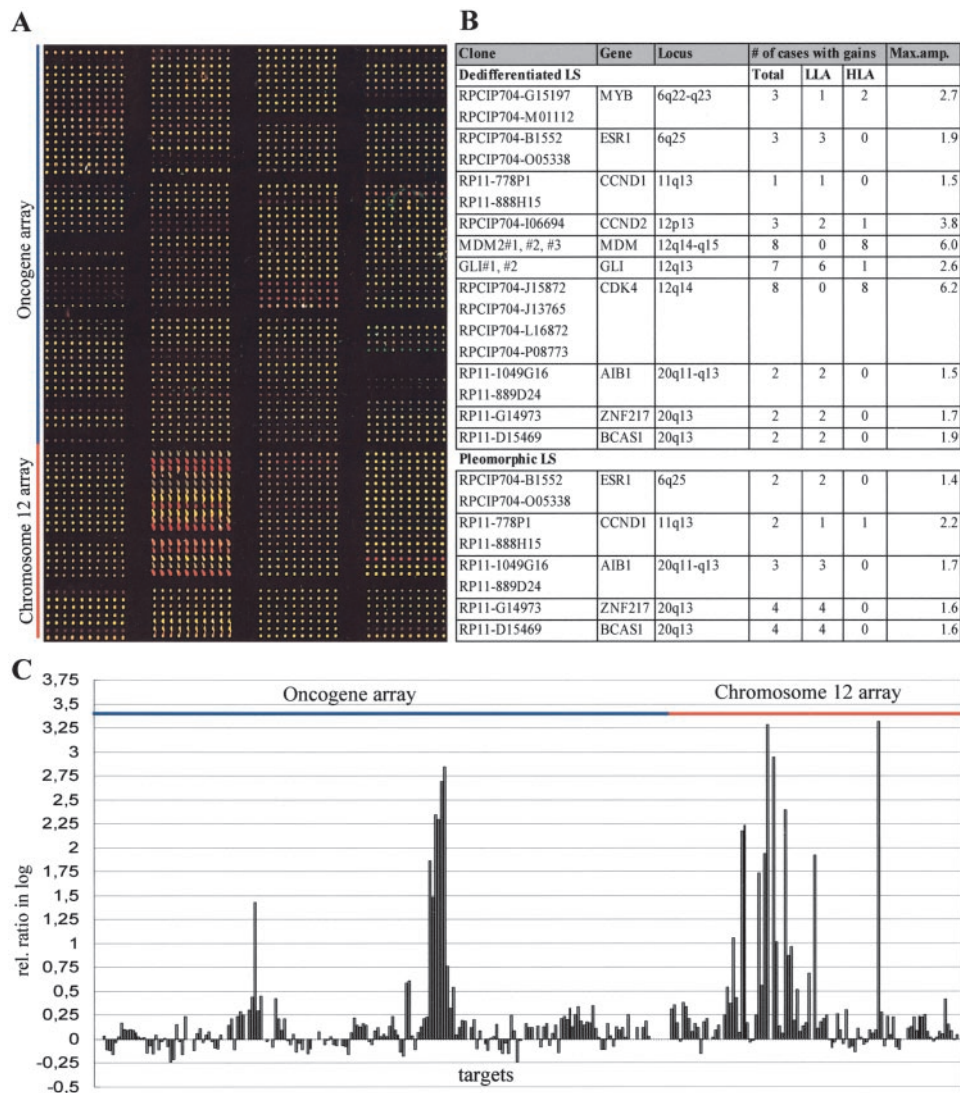 A
Oncogene array
Chromosome 12 array
B
Clone Gene Locus # of cases with gains Max.amp.
Dedifferentiated LS Total LLA HLA
RPCIP704-G15197 MYB 6q22-q23 3 1 2 2.7
RPCIP704-M01112
RPCIP704-B1552 ESR1 6q25 3 3 0 1.9
RPCIP704-O05338
RP11-778P1 CCND1 11q13 1 1 0 1.5
RP11-888H15
RPCIP704-I06694 CCND2 12p13 3 2 1 3.8
MDM2#1, #2, #3 MDM 12q14-q15 8 0 8 6.0
GLI#1, #2 GLI 12q13 7 6 1 2.6
RPCIP704-J15872 CDK4 12q14 8 0 8 6.2
RPCIP704-J13765
RPCIP704-L16872
RPCIP704-P08773
RP11-1049G16 AIB1 20q11-q13 2 2 0 1.5
RP11-889D24
RP11-G14973 ZNF217 20q13 2 2 0 1.7
RP11-D15469 BCAS1 20q13 2 2 0 1.9
Pleomorphic LS
RPCIP704-B1552 ESR1 6q25 2 2 0 1.4
RPCIP704-O05338
RP11-778P1 CCND1 11q13 2 1 1 2.2
RP11-888H15
RP11-1049G16 AIB1 20q11-q13 3 3 0 1.7
RP11-889D24
RP11-G14973 ZNF217 20q13 4 4 0 1.6
RP11-D15469 BCAS1 20q13 4 4 0 1.6
C
Oncogene array
Chromosome 12 array
rel. ratio in log
3,75
3,5
3,25
3
2,75
2,5
2,25
2
1,75
1,5
1,25
1
0,75
0,5
0,25
0
-0,25
-0,5
targets